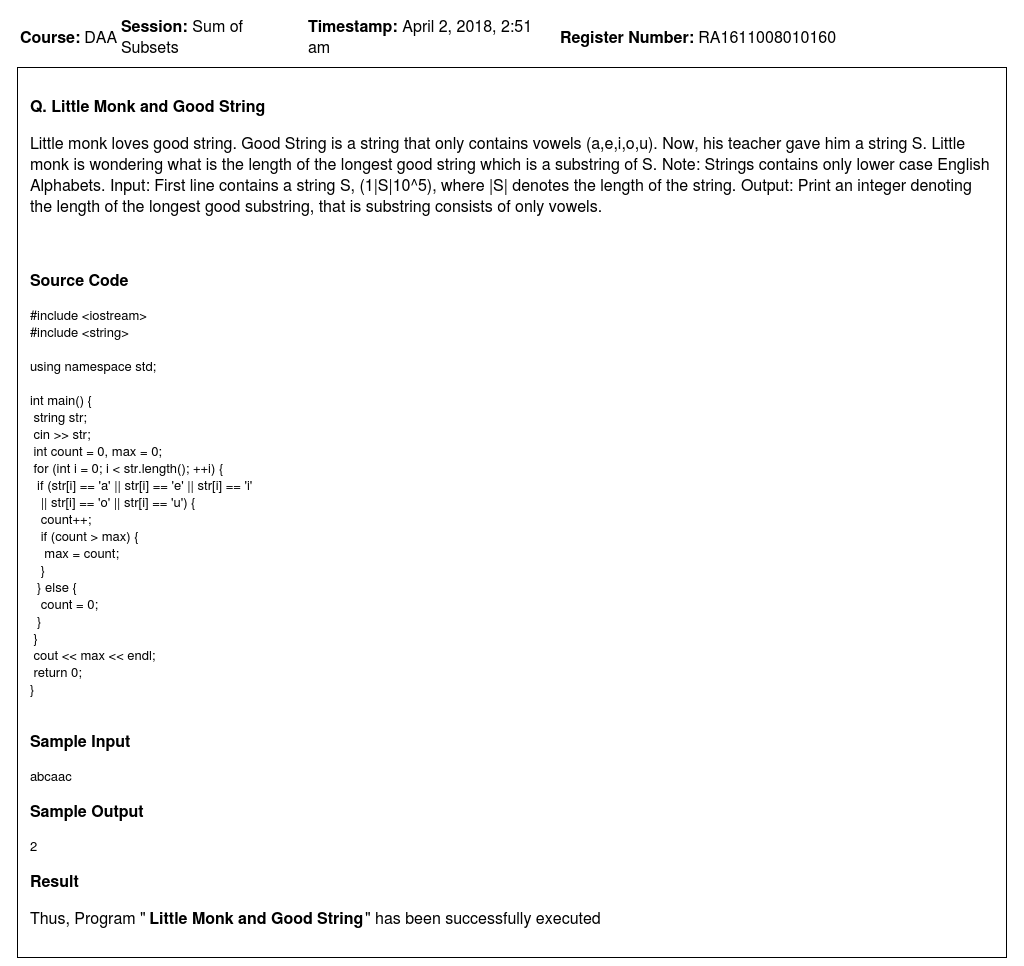 Course: DAA Session: Sum of Subsets Timestamp: April 2, 2018, 2:51 am Register Number: RA1611008010160
Q. Little Monk and Good String
Little monk loves good string. Good String is a string that only contains vowels (a,e,i,o,u). Now, his teacher gave him a string S. Little
monk is wondering what is the length of the longest good string which is a substring of S. Note: Strings contains only lower case English
Alphabets. Input: First line contains a string S, (1|S|10^5), where |S| denotes the length of the string. Output: Print an integer denoting
the length of the longest good substring, that is substring consists of only vowels.
Source Code
#include <iostream>
#include <string>
using namespace std;
int main() {
string str;
cin >> str;
int count = 0, max = 0;
for (int i = 0; i < str.length(); ++i) {
if (str[i] == 'a' || str[i] == 'e' || str[i] == 'i'
|| str[i] == 'o' || str[i] == 'u') {
count++;
if (count > max) {
max = count;
}
} else {
count = 0;
}
}
cout << max << endl;
return 0;
}
Sample Input
abcaac
Sample Output
2
Result
Thus, Program " Little Monk and Good String" has been successfully executed